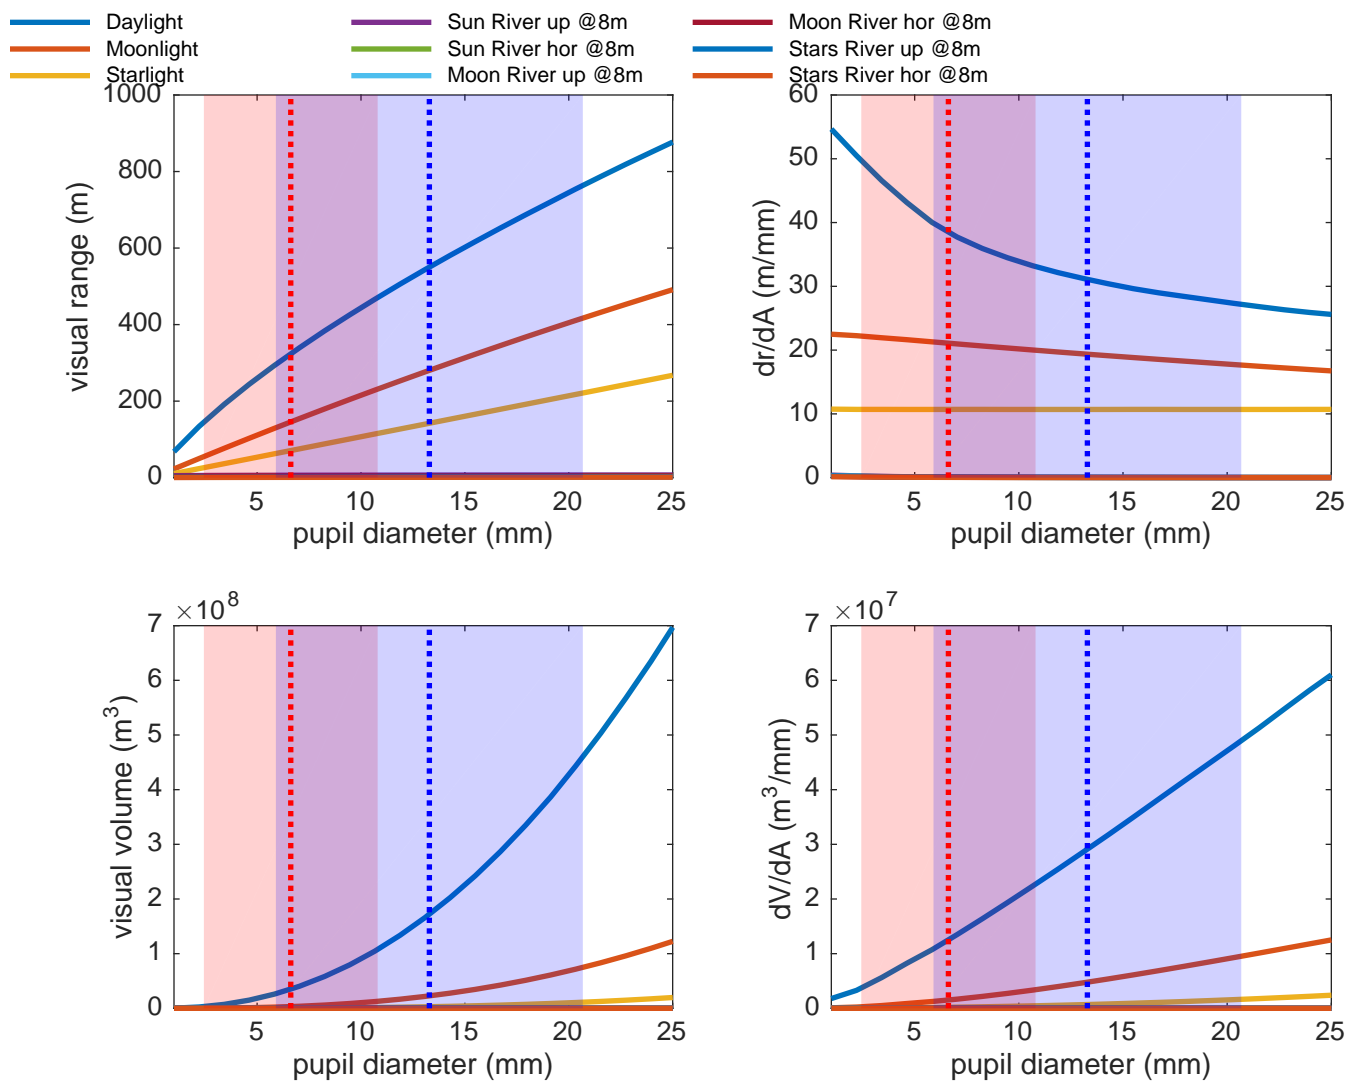 Daylight
Moonlight
Starlight
Sun River up @8m
Sun River hor @8m
Moon River up @8m
Moon River hor @8m
Stars River up @8m
Stars River hor @8m
1000
800
600
400
200
0
visual range (m)
5 10 15 20 25
pupil diameter (mm)
60
50
40
30
20
10
0
dr/dA (m/mm)
5 10 15 20 25
pupil diameter (mm)
×10^8
7
6
5
4
3
2
1
0
visual volume (m^3)
5 10 15 20 25
pupil diameter (mm)
×10^7
7
6
5
4
3
2
1
0
dV/dA (m^3/mm)
5 10 15 20 25
pupil diameter (mm)